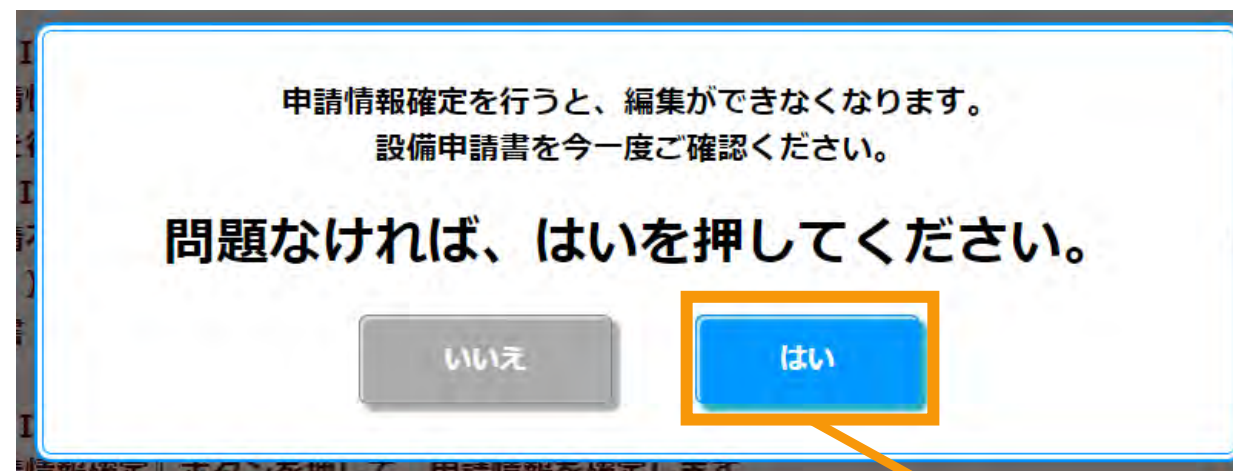 申請情報確定を行うと、編集ができなくなります。
設備申請書を今一度ご確認ください。
問題なければ、はいを押してください。
いいえ
はい